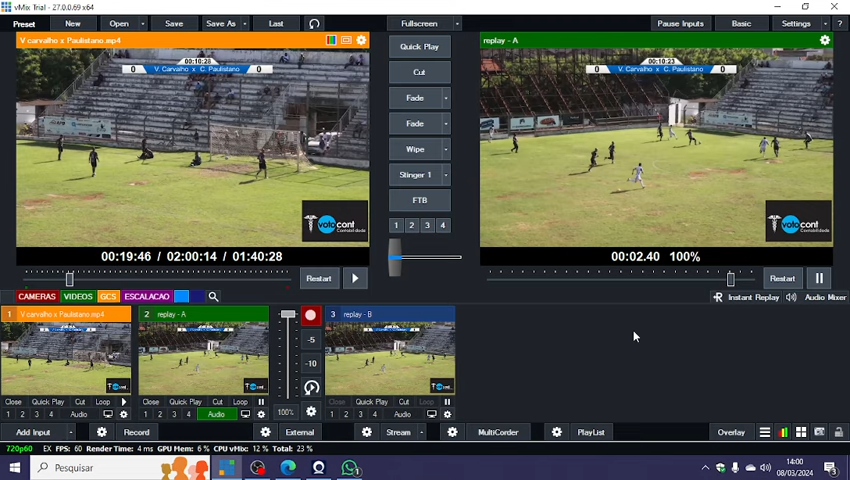 vMix Trial - 27.0.0.69 x64
Preset New Open Save Save As Last Fullscreen Pause Inputs Basic Settings ?
V carvalho x Paulistano.mp4
00:10:28
0 V. Carvalho x C. Paulistano 0
votocont
Contabilidade
00:19:46 / 02:00:14 / 01:40:28
Restart
Quick Play
Cut
Fade
Fade
Wipe
Stinger 1
FTB
1 2 3 4
replay - A
00:10:23
0 V. Carvalho x C. Paulistano 0
votocont
Contabilidade
00:02.40 100%
Restart
CAMERAS VIDEOS GCS ESCALACAO
Instant Replay Audio Mixer
1 V carvalho x Paulistano.mp4
Close Quick Play Cut Loop
1 2 3 4 Audio
2 replay - A
Close Quick Play Cut Loop
1 2 3 4 Audio
-5
-10
100%
3 replay - B
Close Quick Play Cut Loop
1 2 3 4 Audio
Add Input Record External Stream MultiCorder PlayList Overlay
720p60 EX FPS: 60 Render Time: 4 ms GPU Mem: 6 % CPU vMix: 12 % Total: 23 %
Pesquisar
14:00
08/03/2024